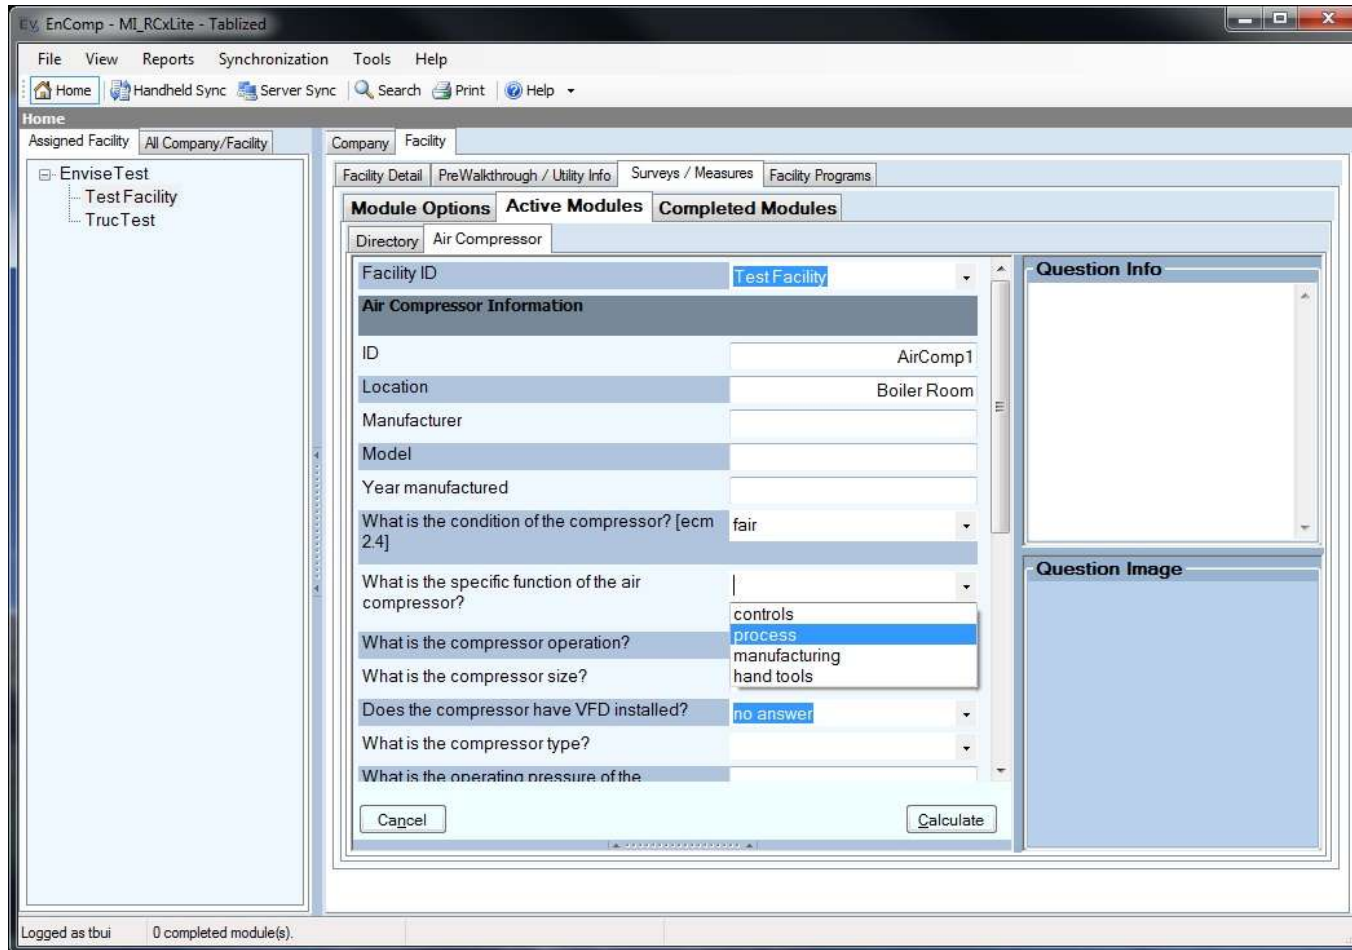 EnComp - MI_RCxLite - Tablized
File View Reports Synchronization Tools Help
Home Handheld Sync Server Sync Search Print Help
Home
Assigned Facility All Company/Facility
EnviseTest
Test Facility
TrucTest
Company Facility
Facility Detail PreWalkthrough / Utility Info Surveys / Measures Facility Programs
Module Options Active Modules Completed Modules
Directory Air Compressor
Facility ID Test Facility
Air Compressor Information
ID AirComp1
Location Boiler Room
Manufacturer
Model
Year manufactured
What is the condition of the compressor? [ecm fair
2.4]
What is the specific function of the air
compressor?
controls
process
manufacturing
hand tools
What is the compressor operation?
What is the compressor size?
Does the compressor have VFD installed? no answer
What is the compressor type?
What is the operating pressure of the
Cancel Calculate
Question Info
Question Image
Logged as tbui 0 completed module(s).